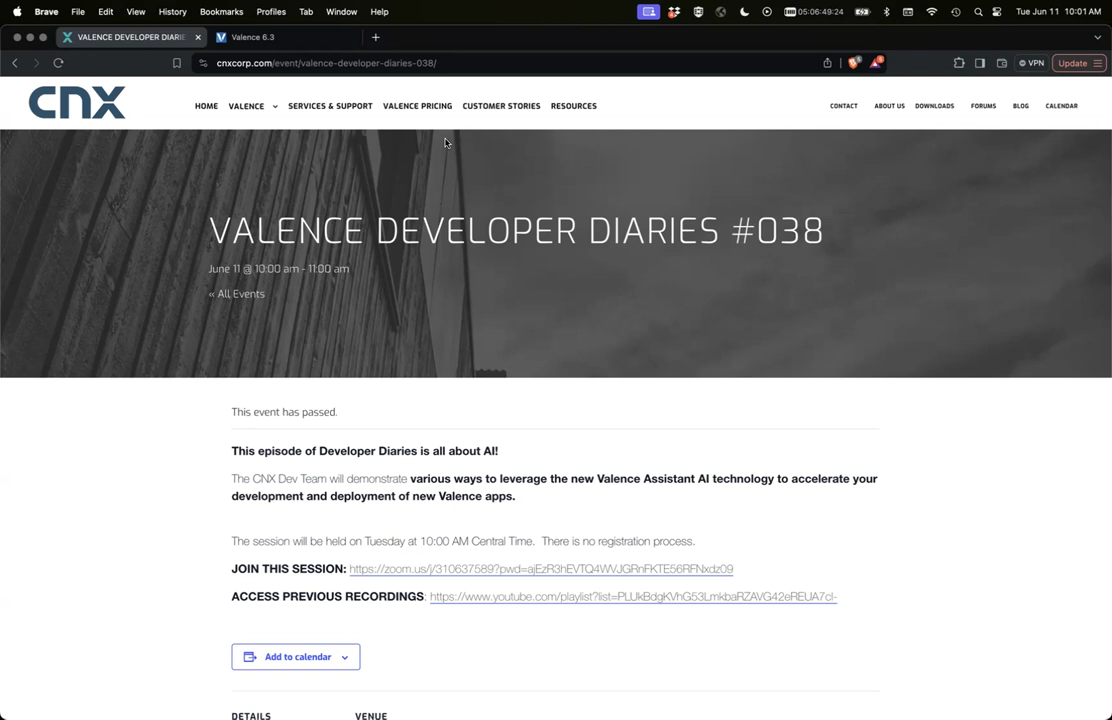 Brave File Edit View History Bookmarks Profiles Tab Window Help
05:06:49:24
Tue Jun 11 10:01 AM
VALENCE DEVELOPER DIARIE
Valence 6.3
cnxcorp.com/event/valence-developer-diaries-038/
VPN
Update
CNX
HOME VALENCE SERVICES & SUPPORT VALENCE PRICING CUSTOMER STORIES RESOURCES
CONTACT ABOUT US DOWNLOADS FORUMS BLOG CALENDAR
VALENCE DEVELOPER DIARIES #038
June 11 @ 10:00 am - 11:00 am
« All Events
This event has passed.
This episode of Developer Diaries is all about AI!
The CNX Dev Team will demonstrate various ways to leverage the new Valence Assistant AI technology to accelerate your
development and deployment of new Valence apps.
The session will be held on Tuesday at 10:00 AM Central Time. There is no registration process.
JOIN THIS SESSION: https://zoom.us/j/310637589?pwd=ajEzR3hEVTQ4WVJGRnFKTE56RFNxdz09
ACCESS PREVIOUS RECORDINGS: https://www.youtube.com/playlist?list=PLUkBdgKVhG53LmkbaRZAVG42eREUA7cl-
Add to calendar
DETAILS VENUE